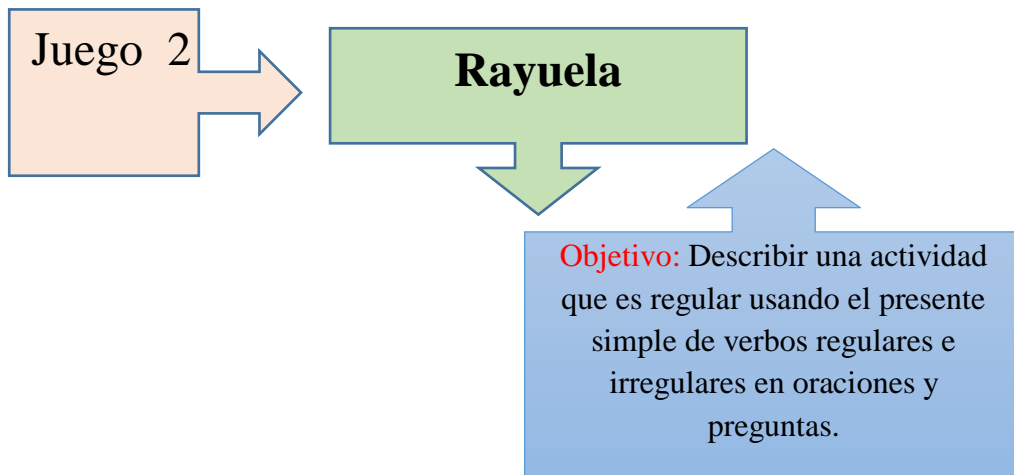 Juego 2
Rayuela
Objetivo: Describir una actividad
que es regular usando el presente
simple de verbos regulares e
irregulares en oraciones y
preguntas.